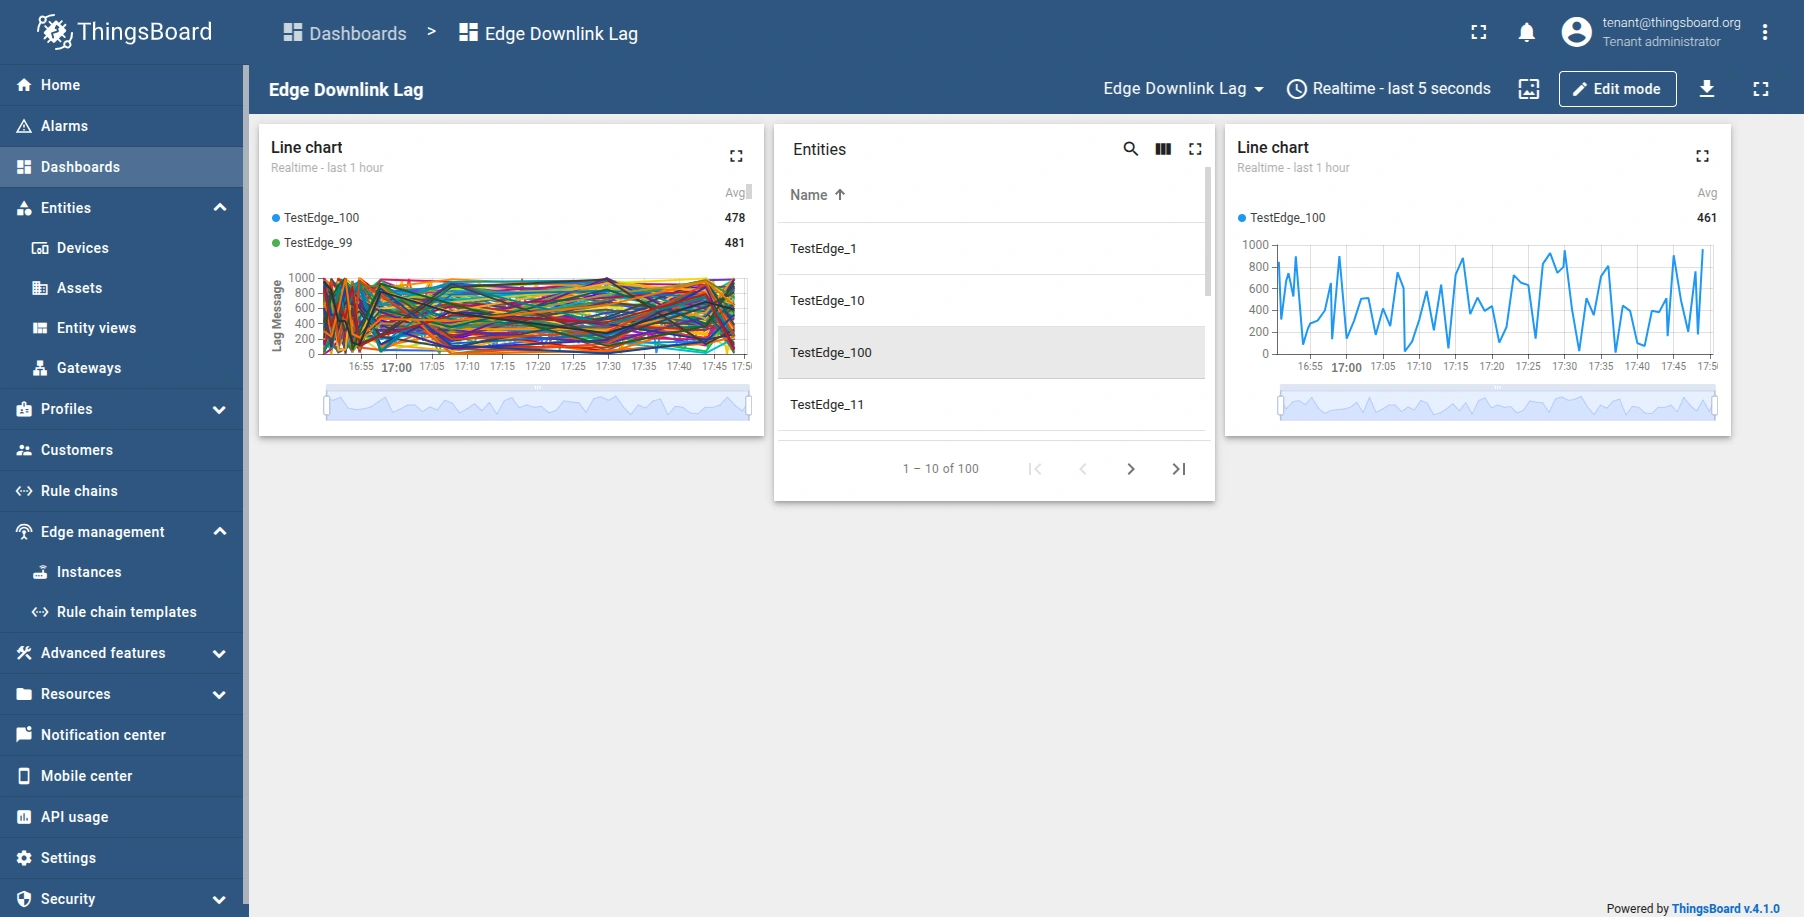 ThingsBoard
Dashboards > Edge Downlink Lag
tenant@thingsboard.org
Tenant administrator
Edge Downlink Lag
Edge Downlink Lag
Realtime - last 5 seconds
Edit mode
Home
Alarms
Dashboards
Entities
Devices
Assets
Entity views
Gateways
Profiles
Customers
Rule chains
Edge management
Instances
Rule chain templates
Advanced features
Resources
Notification center
Mobile center
API usage
Settings
Security
Line chart
Realtime - last 1 hour
Avg
TestEdge_100 478
TestEdge_99 481
Lag Message
1000
800
600
400
200
0
16:55 17:00 17:05 17:10 17:15 17:20 17:25 17:30 17:35 17:40 17:45 17:5
Entities
Name
TestEdge_1
TestEdge_10
TestEdge_100
TestEdge_11
1 – 10 of 100
Line chart
Realtime - last 1 hour
Avg
TestEdge_100 461
1000
800
600
400
200
0
16:55 17:00 17:05 17:10 17:15 17:20 17:25 17:30 17:35 17:40 17:45 17:5
Powered by ThingsBoard v.4.1.0